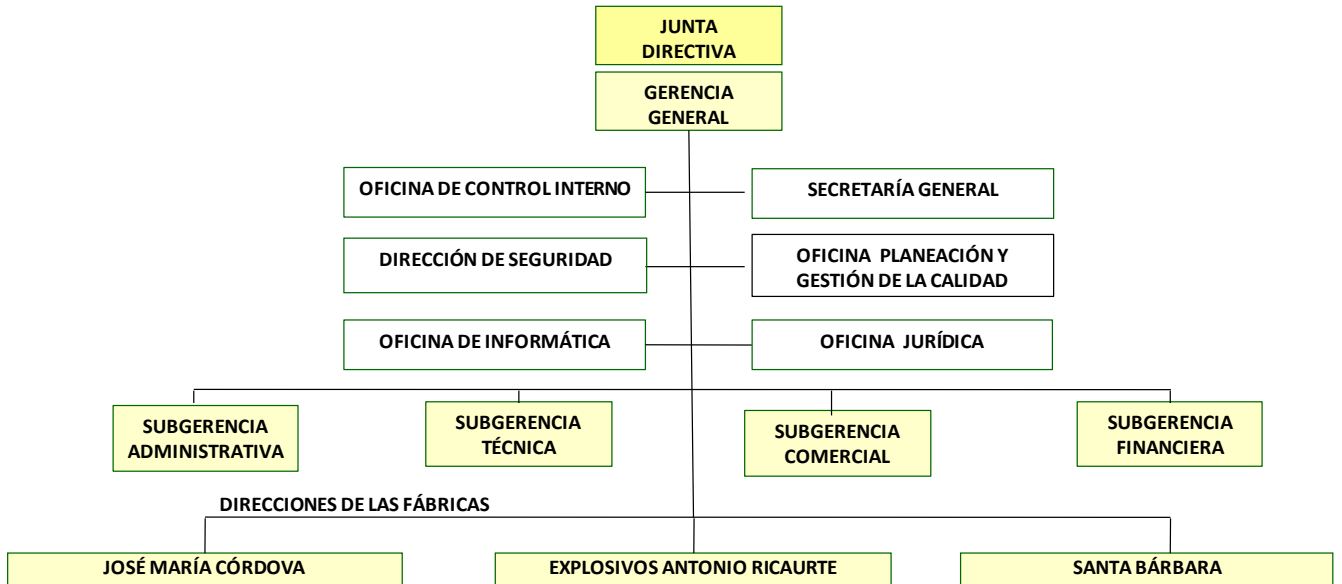 JUNTA
DIRECTIVA
GERENCIA
GENERAL
OFICINA DE CONTROL INTERNO
SECRETARÍA GENERAL
DIRECCIÓN DE SEGURIDAD
OFICINA PLANEACIÓN Y
GESTIÓN DE LA CALIDAD
OFICINA DE INFORMÁTICA
OFICINA JURÍDICA
SUBGERENCIA
ADMINISTRATIVA
SUBGERENCIA
TÉCNICA
SUBGERENCIA
COMERCIAL
SUBGERENCIA
FINANCIERA
DIRECCIONES DE LAS FÁBRICAS
JOSÉ MARÍA CÓRDOVA
EXPLOSIVOS ANTONIO RICAURTE
SANTA BÁRBARA